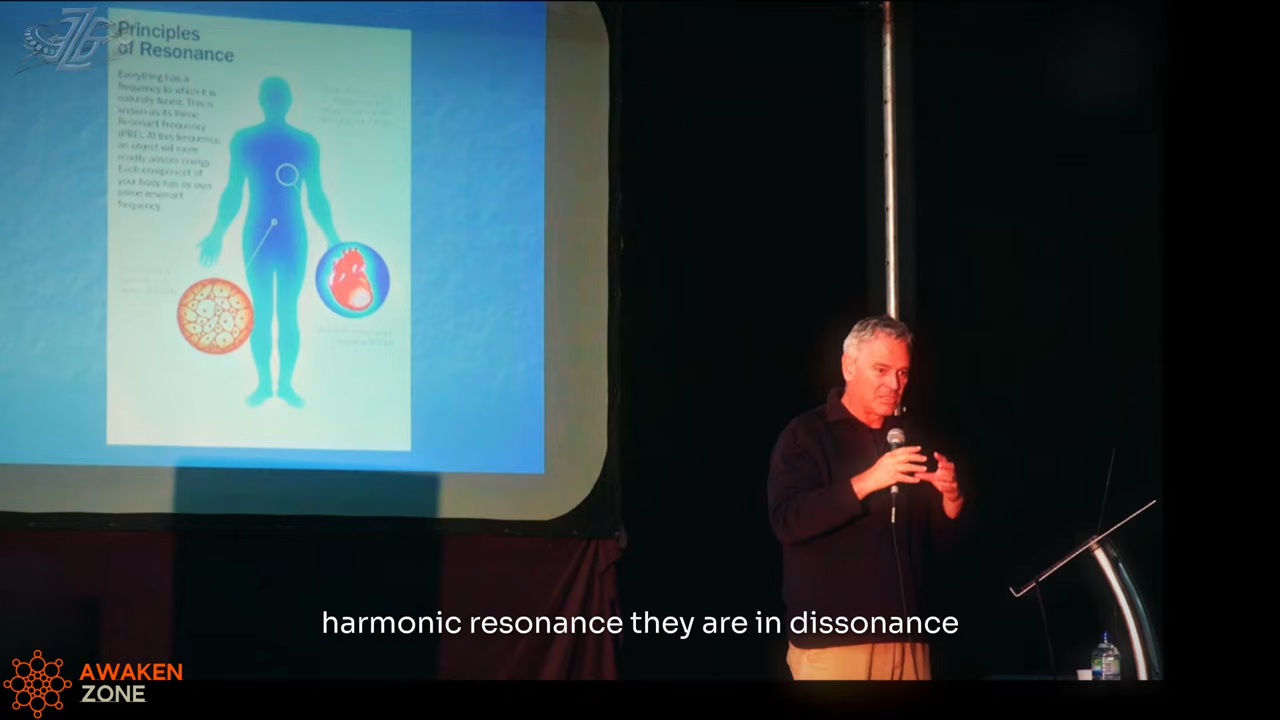 Principles
of Resonance
Everything has a
frequency to which it is
naturally tuned. This is
known as its Prime
Resonant Frequency
(PRF). At this frequency,
an object will more
readily absorb energy.
Each component of
your body has its own
prime resonant
frequency.
harmonic resonance they are in dissonance
AWAKEN
ZONE